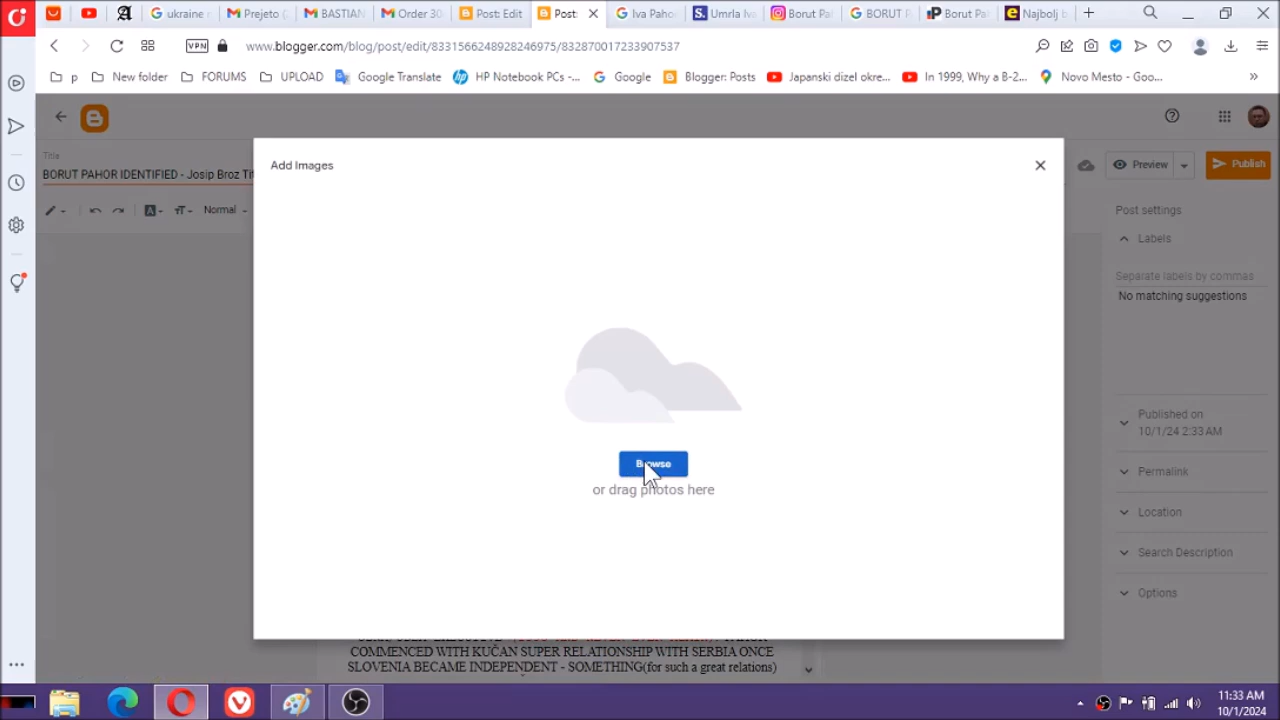 ukraine
Prejeto (
BASTIAN
Order 30
Post: Edit
Post:
Iva Paho
Umrla Iv
Borut Pa
BORUT P
Borut Pa
Najbolj b
VPN
www.blogger.com/blog/post/edit/8331566248928246975/832870017233907537
p
New folder
FORUMS
UPLOAD
Google Translate
HP Notebook PCs -...
Google
Blogger: Posts
Japanski dizel okre...
In 1999, Why a B-2...
Novo Mesto - Goo...
»
Title
BORUT PAHOR IDENTIFIED - Josip Broz Tit
Preview
Publish
Normal
Add Images
Browse
or drag photos here
Post settings
Labels
Separate labels by commas
No matching suggestions
Published on
10/1/24 2:33 AM
Permalink
Location
Search Description
Options
COMMENCED WITH KUČAN SUPER RELATIONSHIP WITH SERBIA ONCE
SLOVENIA BECAME INDEPENDENT - SOMETHING(for such a great relations)
11:33 AM
10/1/2024